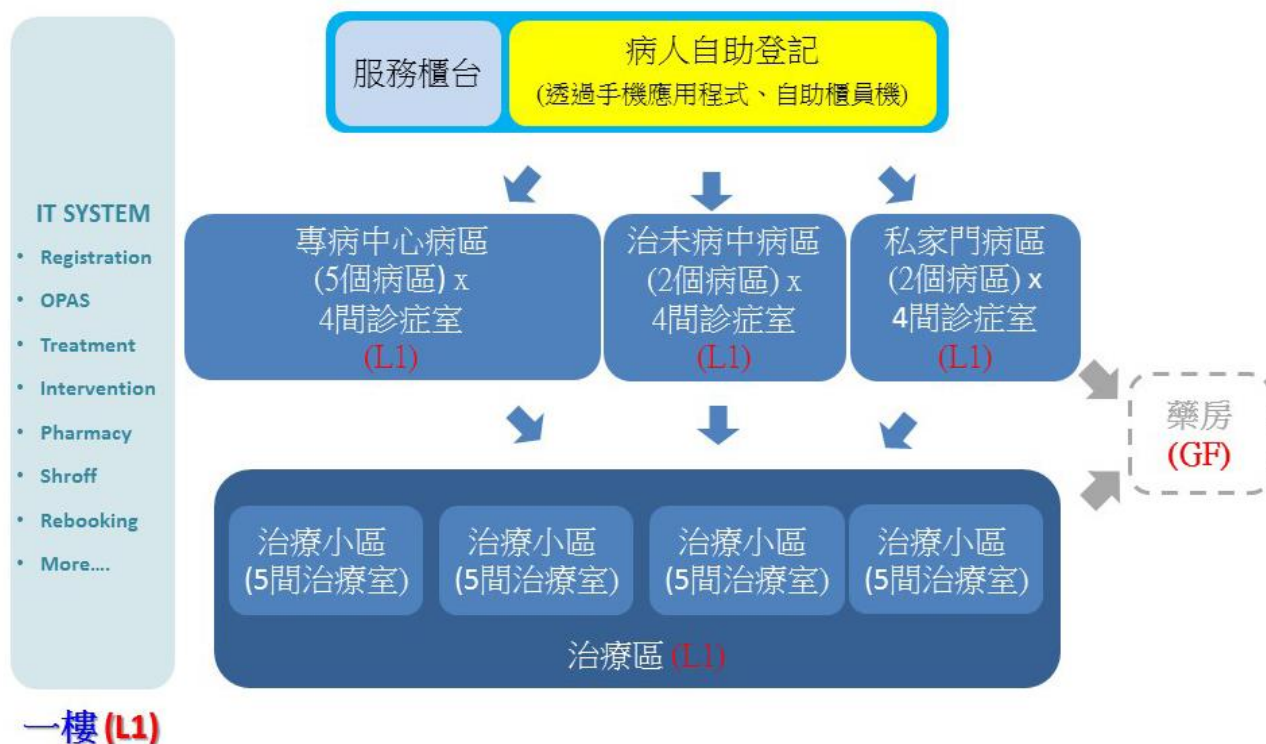 服務櫃台
病人自助登記
(透過手機應用程式、自助櫃員機)
IT SYSTEM
• Registration
• OPAS
• Treatment
• Intervention
• Pharmacy
• Shroff
• Rebooking
• More....
專病中心病區
(5個病區) x
4間診症室
(L1)
治未病中病區
(2個病區) x
4間診症室
(L1)
私家門病區
(2個病區) x
4間診症室
(L1)
藥房
(GF)
治療小區
(5間治療室)
治療小區
(5間治療室)
治療小區
(5間治療室)
治療小區
(5間治療室)
治療區 (L1)
一樓 (L1)